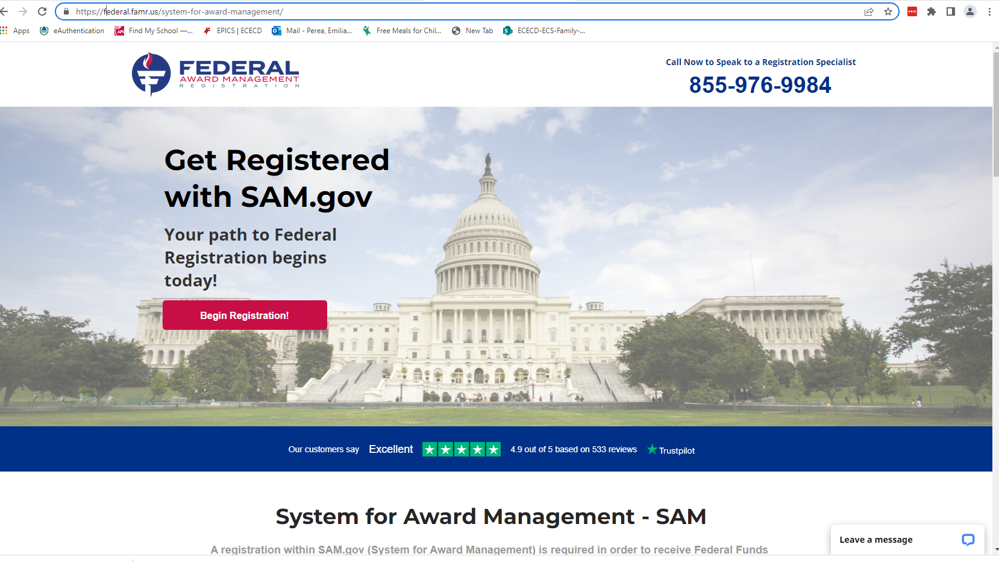 https://federal.famr.us/system-for-award-management/
Apps eAuthentication Find My School —... EPICS | ECECD Mail - Perea, Emilia... Free Meals for Chil... New Tab ECECD-ECS-Family-...
FEDERAL
AWARD MANAGEMENT
REGISTRATION
Call Now to Speak to a Registration Specialist
855-976-9984
Get Registered
with SAM.gov
Your path to Federal
Registration begins
today!
Begin Registration!
Our customers say Excellent 4.9 out of 5 based on 533 reviews Trustpilot
System for Award Management - SAM
A registration within SAM.gov (System for Award Management) is required in order to receive Federal Funds
Leave a message